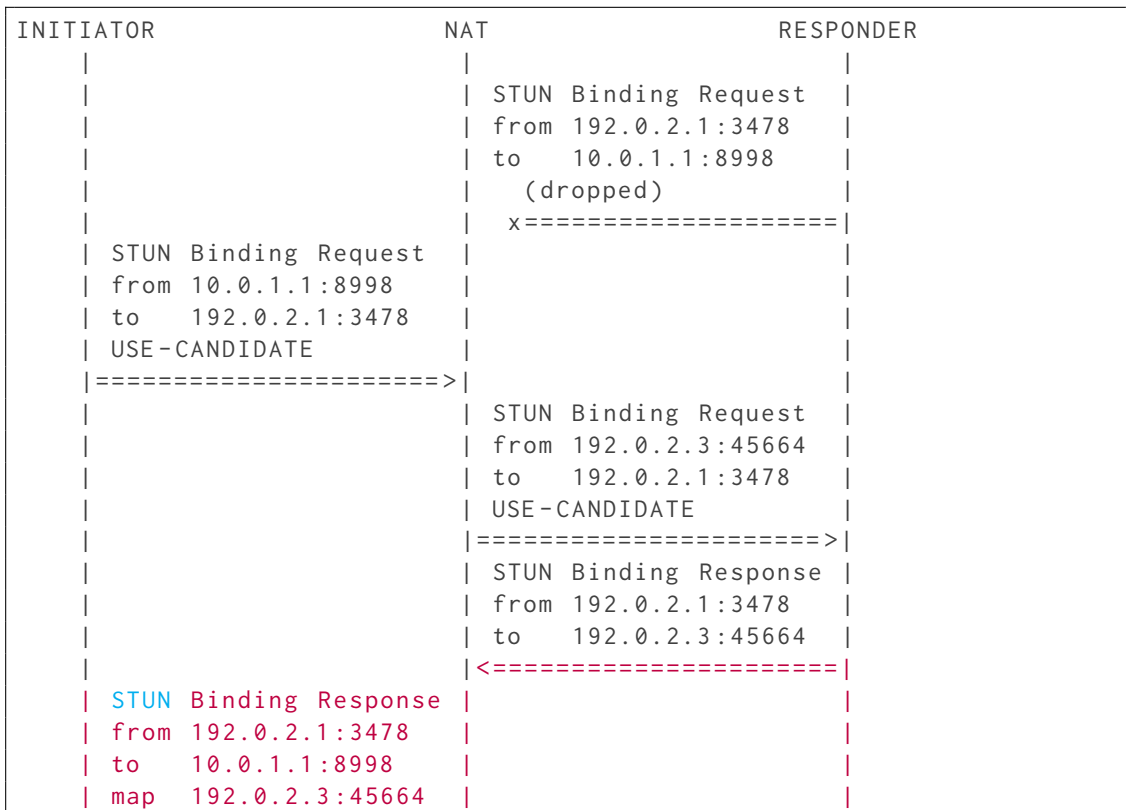 INITIATOR                  NAT                  RESPONDER
    |                       |                       |
    |                       | STUN Binding Request  |
    |                       | from 192.0.2.1:3478   |
    |                       | to   10.0.1.1:8998    |
    |                       |   (dropped)           |
    |                       |  x====================|
    | STUN Binding Request  |                       |
    | from 10.0.1.1:8998    |                       |
    | to   192.0.2.1:3478   |                       |
    | USE-CANDIDATE         |                       |
    |======================>|                       |
    |                       | STUN Binding Request  |
    |                       | from 192.0.2.3:45664  |
    |                       | to   192.0.2.1:3478   |
    |                       | USE-CANDIDATE         |
    |                       |======================>|
    |                       | STUN Binding Response |
    |                       | from 192.0.2.1:3478   |
    |                       | to   192.0.2.3:45664  |
    |                       |<======================|
    | STUN Binding Response |                       |
    | from 192.0.2.1:3478   |                       |
    | to   10.0.1.1:8998    |                       |
    | map  192.0.2.3:45664  |                       |